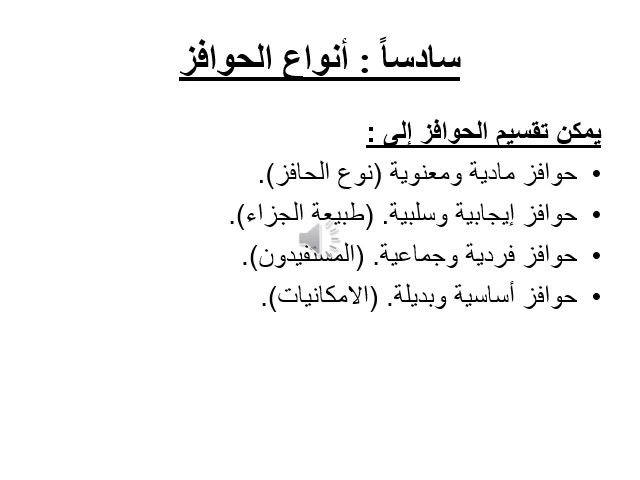 سادساً : أنواع الحوافز
يمكن تقسيم الحوافز إلى :
• حوافز مادية ومعنوية (نوع الحافز).
• حوافز إيجابية وسلبية. (طبيعة الجزاء).
• حوافز فردية وجماعية. (المستفيدون).
• حوافز أساسية وبديلة. (الامكانيات).